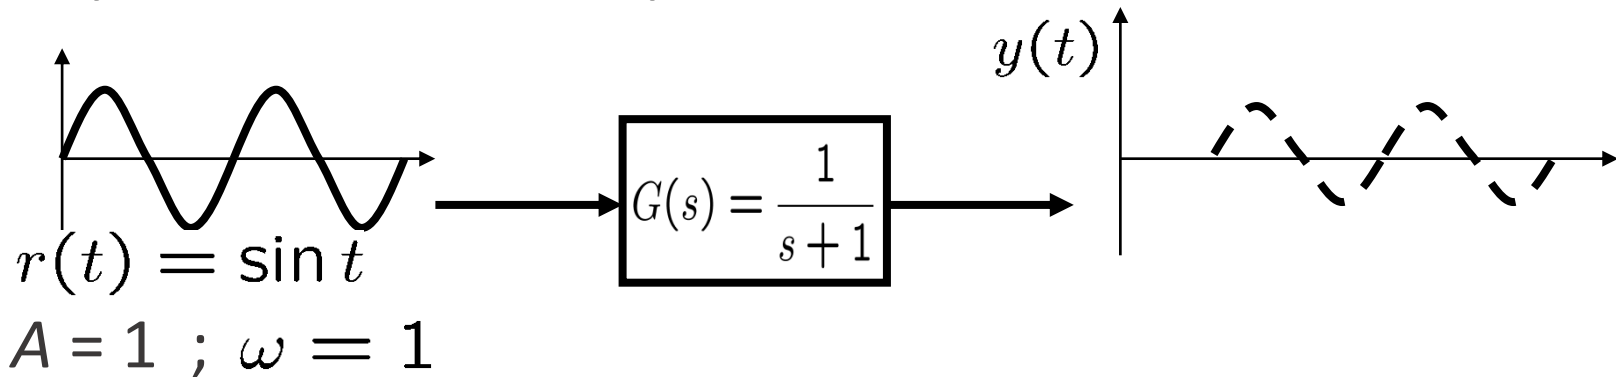 y(t)
G(s) = 1/(s + 1)
r(t) = sin t
A = 1 ; ω = 1